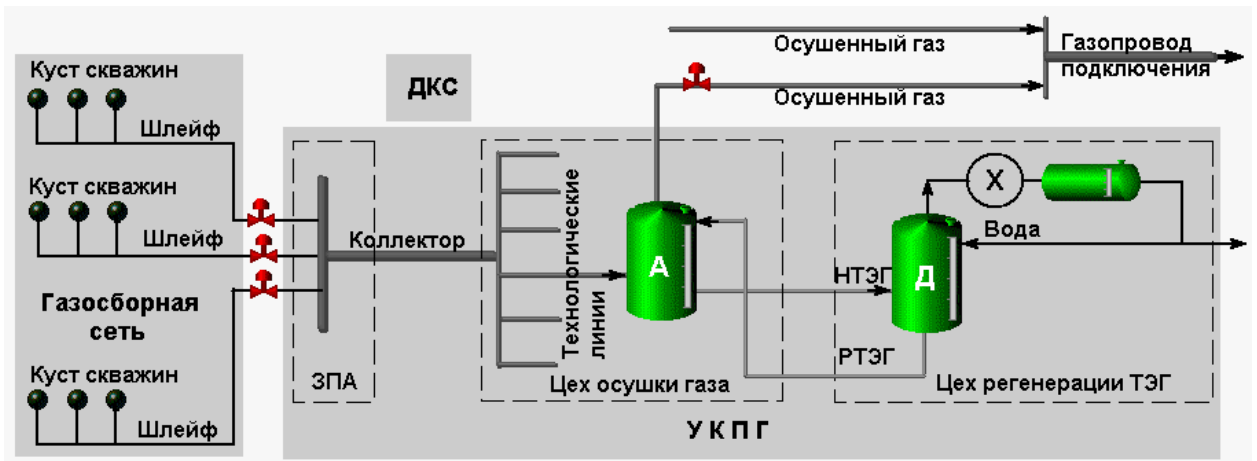 Осушенный газ
Газопровод
подключения
Осушенный газ
Куст скважин
ДКС
Шлейф
Куст скважин
Шлейф
Коллектор
Технологические
линии
А
Х
Вода
НТЭГ
Д
Газосборная
сеть
РТЭГ
Куст скважин
ЗПА
Цех осушки газа
Цех регенерации ТЭГ
Шлейф
У К П Г